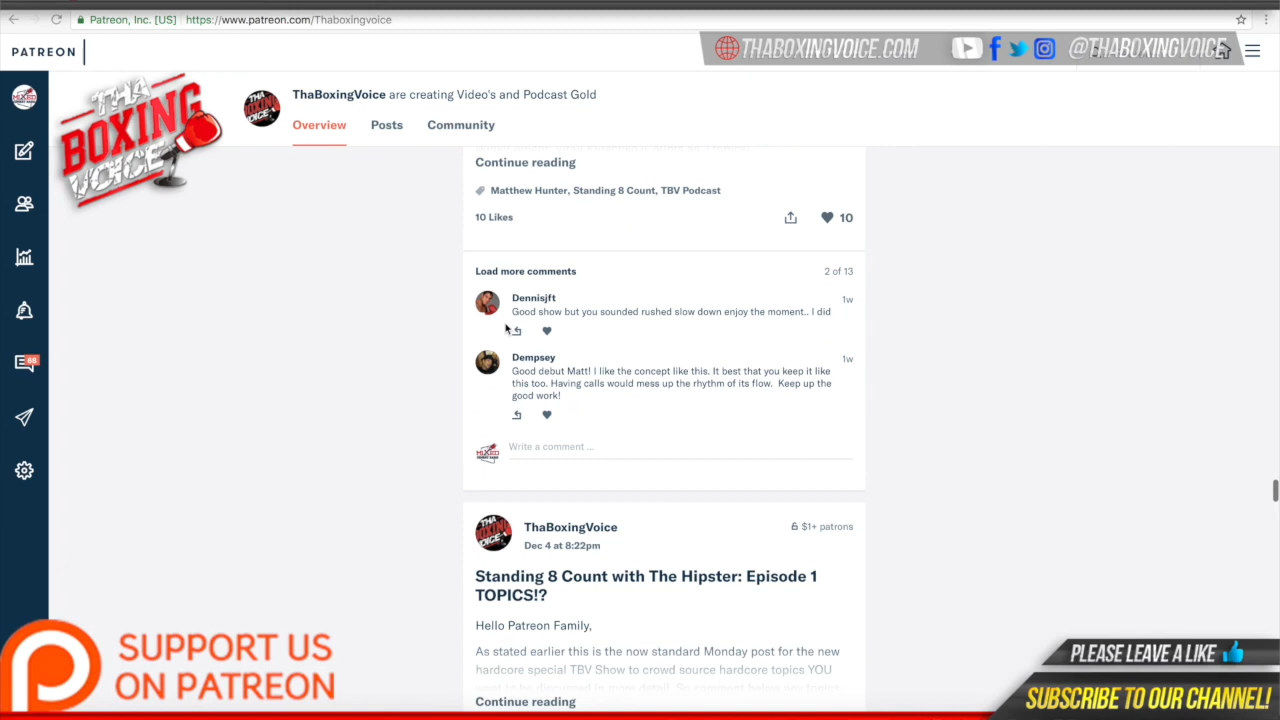 Patreon, Inc. [US]
https://www.patreon.com/Thaboxingvoice
PATREON
THABOXINGVOICE.COM
@THABOXINGVOICE
THA BOXING VOICE
ThaBoxingVoice are creating Video's and Podcast Gold
Overview
Posts
Community
Continue reading
Matthew Hunter, Standing 8 Count, TBV Podcast
10 Likes
10
Load more comments
2 of 13
Dennisjft
1w
Good show but you sounded rushed slow down enjoy the moment.. I did
Dempsey
1w
Good debut Matt! I like the concept like this. It best that you keep it like
this too. Having calls would mess up the rhythm of its flow. Keep up the
good work!
Write a comment ...
68
ThaBoxingVoice
$1+ patrons
Dec 4 at 8:22pm
Standing 8 Count with The Hipster: Episode 1
TOPICS!?
Hello Patreon Family,
As stated earlier this is the now standard Monday post for the new
hardcore special TBV Show to crowd source hardcore topics YOU
Continue reading
SUPPORT US
ON PATREON
PLEASE LEAVE A LIKE
SUBSCRIBE TO OUR CHANNEL!